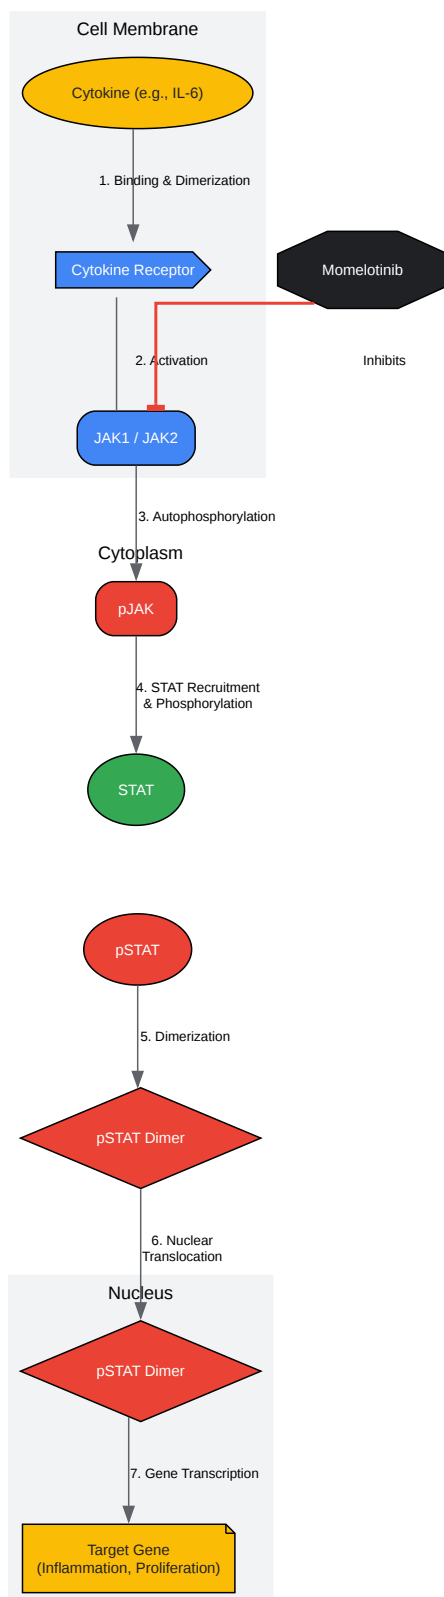 Cell Membrane
Cytokine (e.g., IL-6)
1. Binding & Dimerization
Cytokine Receptor
Momelotinib
2. Activation
Inhibits
JAK1 / JAK2
3. Autophosphorylation
Cytoplasm
pJAK
4. STAT Recruitment
& Phosphorylation
STAT
pSTAT
5. Dimerization
pSTAT Dimer
6. Nuclear
Translocation
Nucleus
pSTAT Dimer
7. Gene Transcription
Target Gene
(Inflammation, Proliferation)